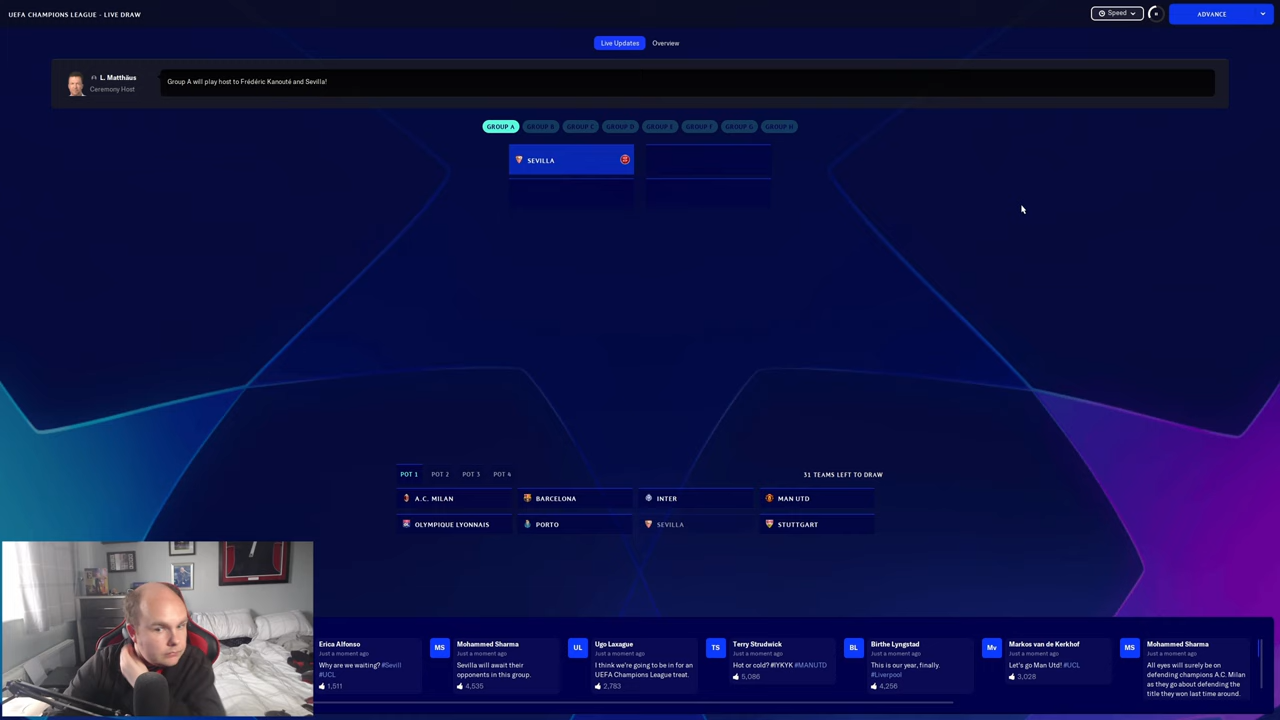 UEFA CHAMPIONS LEAGUE - LIVE DRAW
Speed
ADVANCE
Live Updates
Overview
L. Matthäus
Ceremony Host
Group A will play host to Frédéric Kanouté and Sevilla!
GROUP A
GROUP B
GROUP C
GROUP D
GROUP E
GROUP F
GROUP G
GROUP H
SEVILLA
POT 1
POT 2
POT 3
POT 4
31 TEAMS LEFT TO DRAW
A.C. MILAN
BARCELONA
INTER
MAN UTD
OLYMPIQUE LYONNAIS
PORTO
SEVILLA
STUTTGART
Erica Alfonso
Just a moment ago
Why are we waiting? #Sevill
#UCL
1,511
MS
Mohammed Sharma
Just a moment ago
Sevilla will await their
opponents in this group.
4,535
UL
Ugo Laxague
Just a moment ago
I think we're going to be in for an
UEFA Champions League treat.
2,783
TS
Terry Strudwick
Just a moment ago
Hot or cold? #IYKYK #MANUTD
5,086
BL
Birthe Lyngstad
Just a moment ago
This is our year, finally.
#Liverpool
4,256
Mv
Markos van de Kerkhof
Just a moment ago
Let's go Man Utd! #UCL
3,028
MS
Mohammed Sharma
Just a moment ago
All eyes will surely be on
defending champions A.C. Milan
as they go about defending the
title they won last time around.